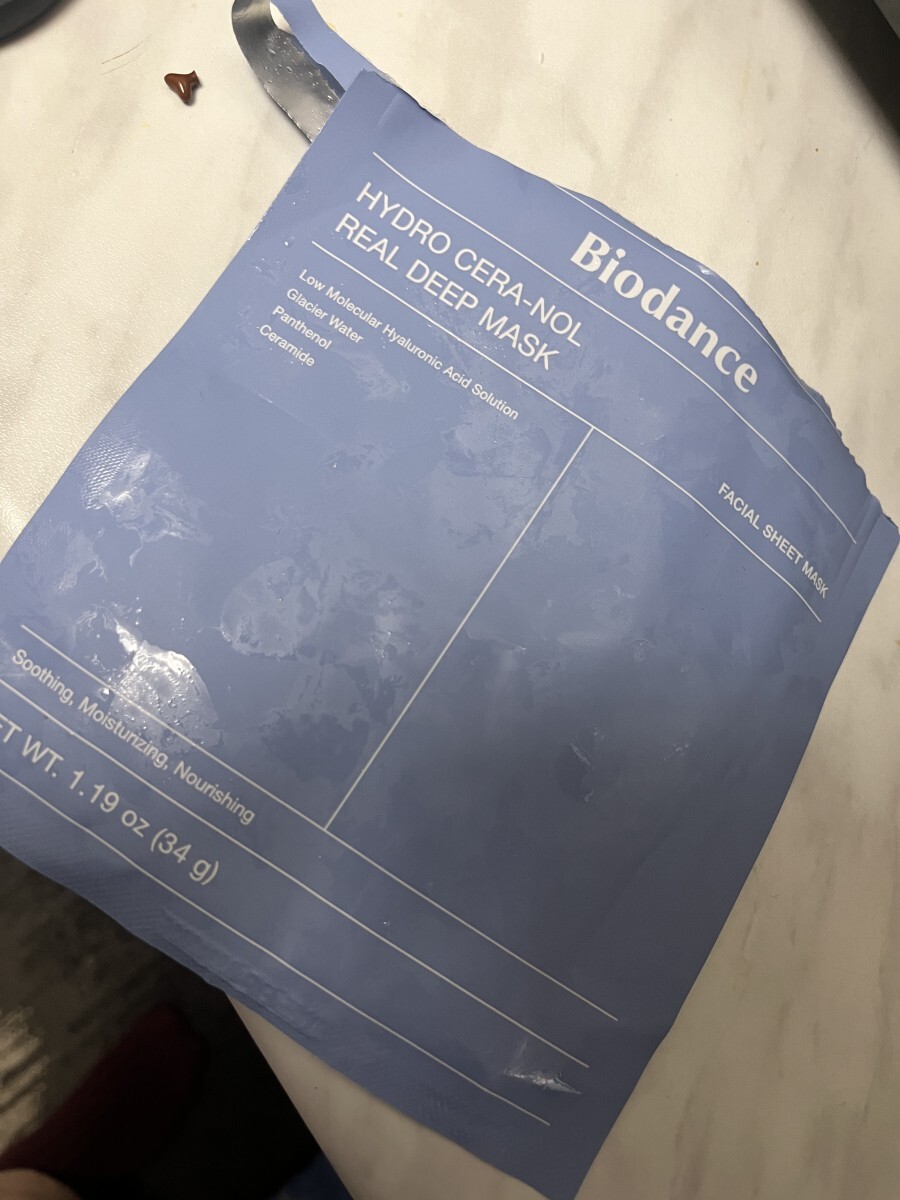 Biodance
HYDRO CERA-NOL
REAL DEEP MASK
Low Molecular Hyaluronic Acid Solution
Glacier Water
Panthenol
Ceramide
FACIAL SHEET MASK
Soothing, Moisturizing, Nourishing
ET WT. 1.19 oz (34 g)